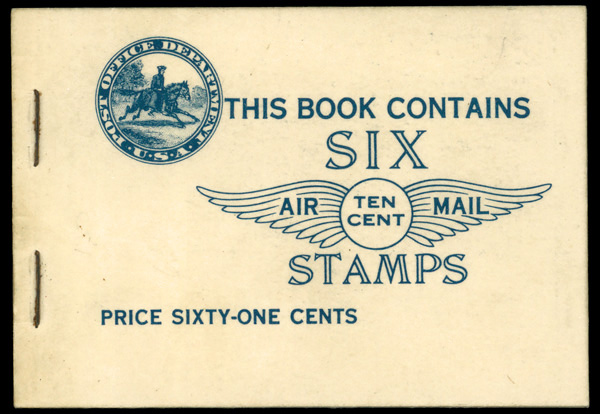 POST OFFICE DEPARTMENT
U.S.A.
THIS BOOK CONTAINS
SIX
AIR TEN CENT MAIL
STAMPS
PRICE SIXTY-ONE CENTS